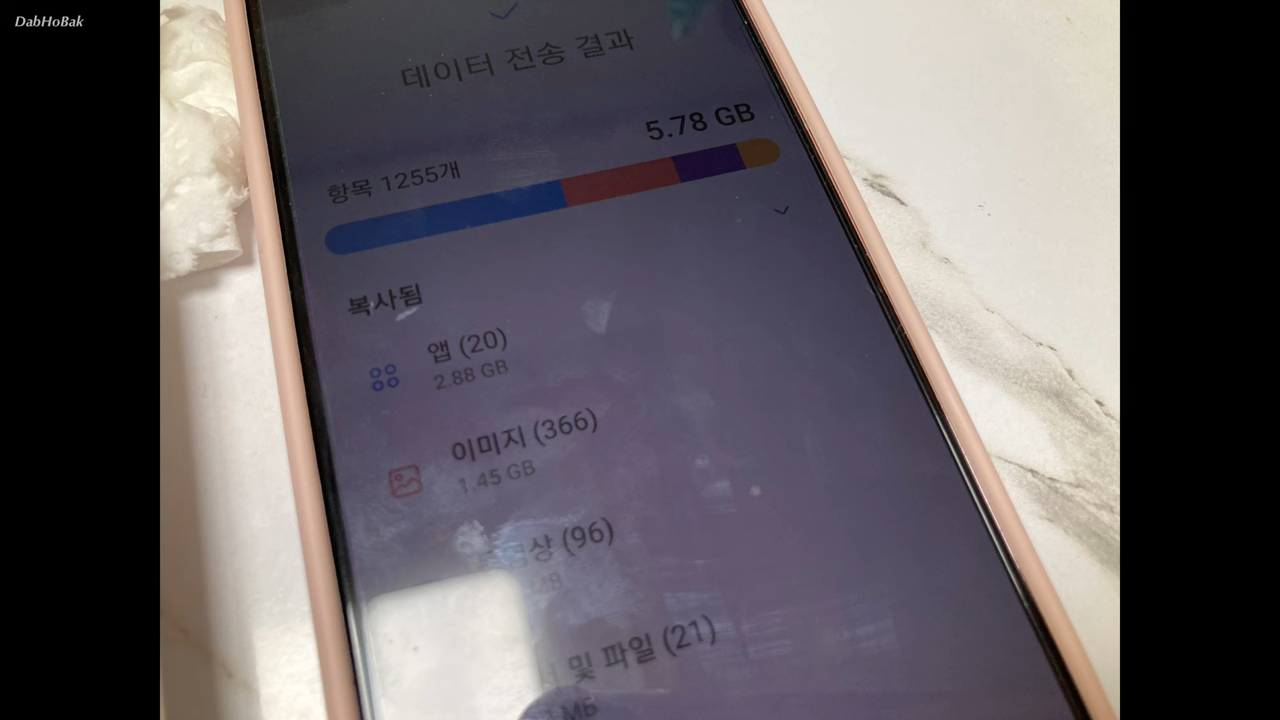 DabHoBak
데이터 전송 결과
5.78 GB
항목 1255개
복사됨
앱 (20)
2.88 GB
이미지 (366)
1.45 GB
(96)
및 파일 (21)
MB